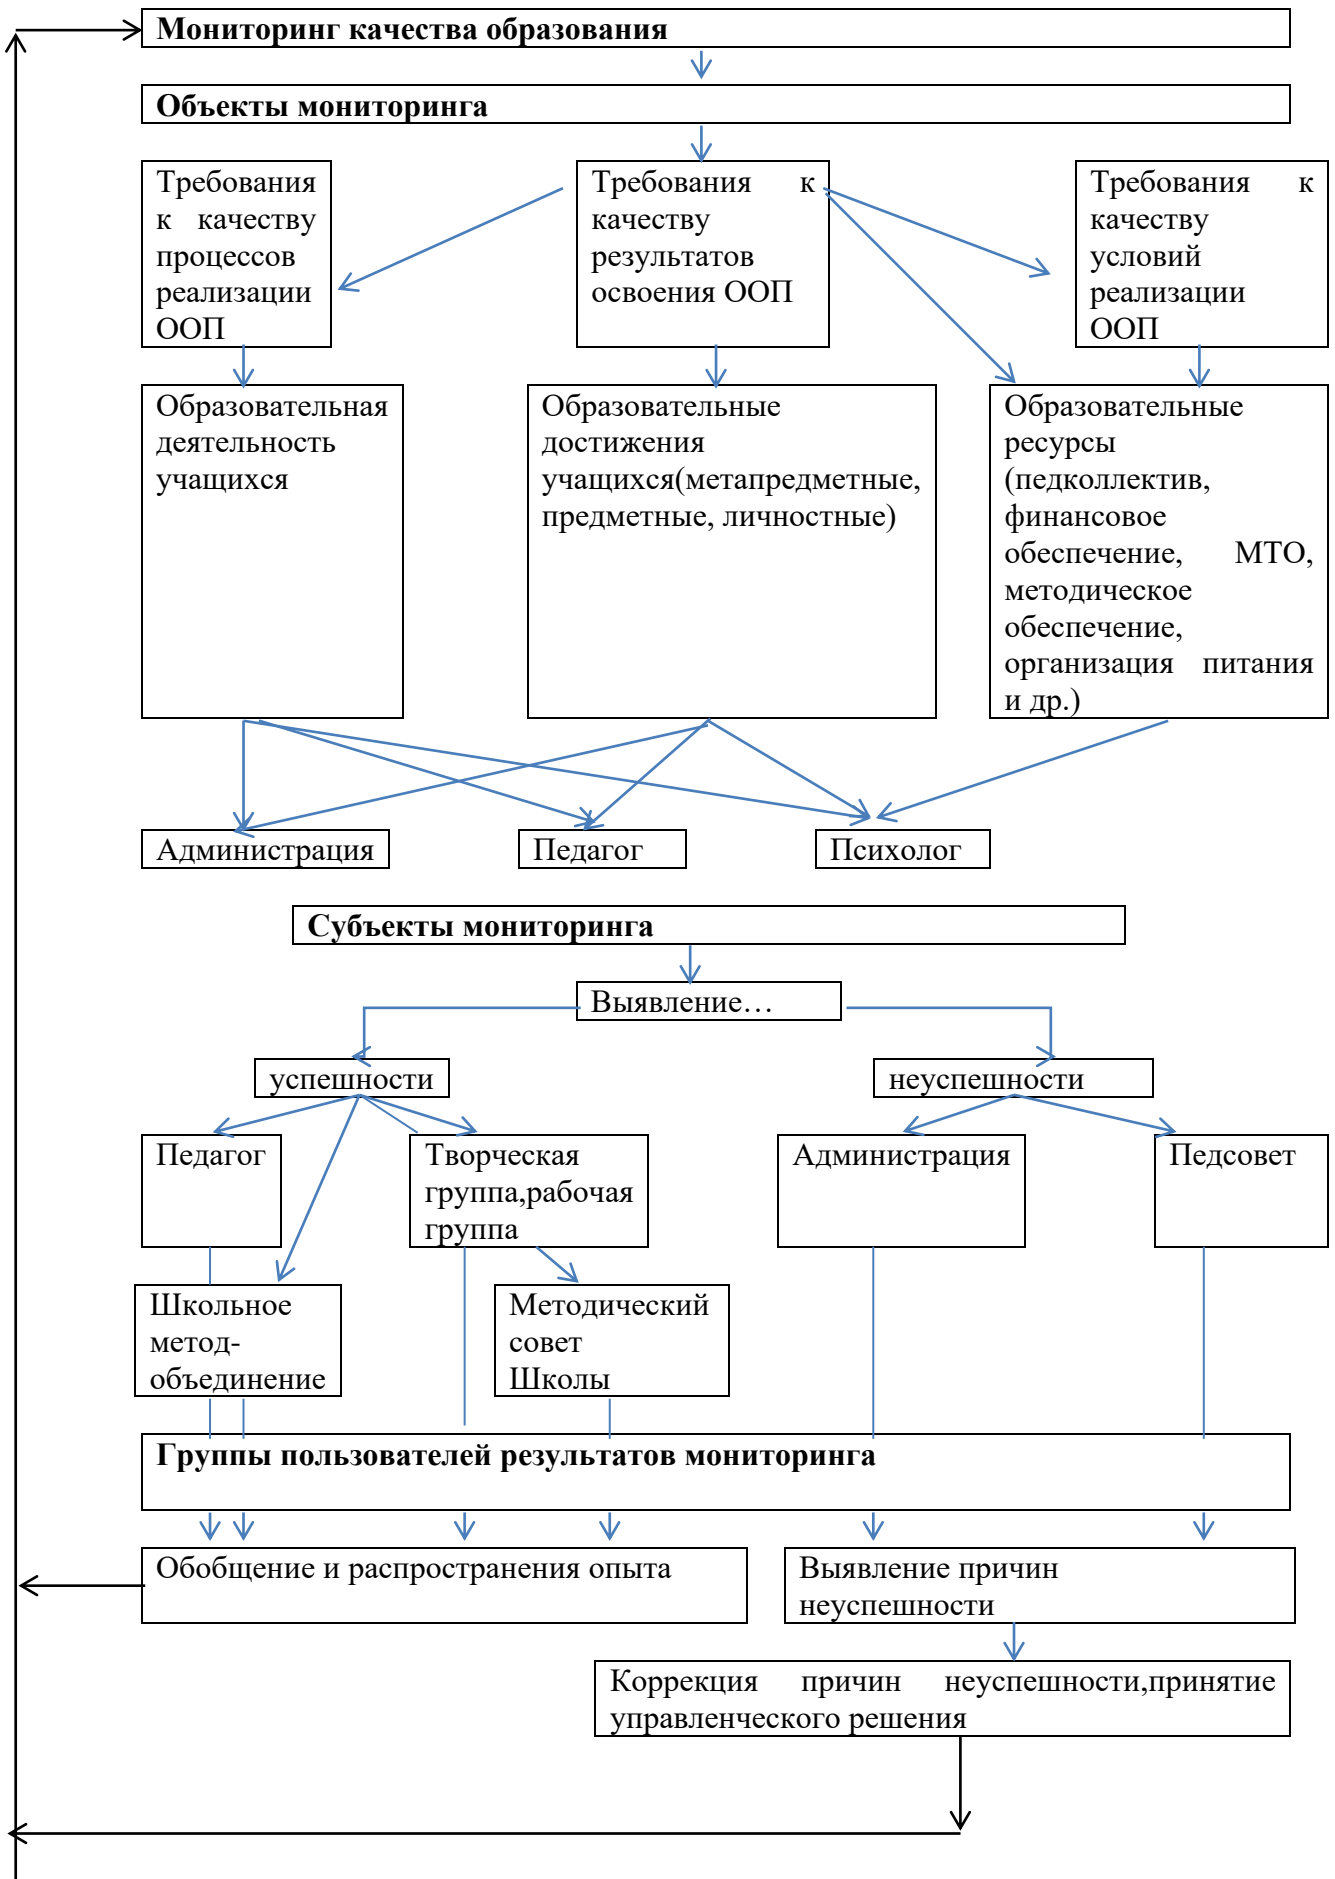 Мониторинг качества образования
Объекты мониторинга
Требования
к качеству
процессов
реализации
ООП
Требования к
качеству
результатов
освоения ООП
Требования к
качеству
условий
реализации
ООП
Образовательная
деятельность
учащихся
Образовательные
достижения
учащихся(метапредметные,
предметные, личностные)
Образовательные
ресурсы
(педколлектив,
финансовое
обеспечение, МТО,
методическое
обеспечение,
организация питания
и др.)
Администрация
Педагог
Психолог
Субъекты мониторинга
Выявление…
успешности
неуспешности
Педагог
Творческая
группа,рабочая
группа
Администрация
Педсовет
Школьное
метод-
объединение
Методический
совет
Школы
Группы пользователей результатов мониторинга
Обобщение и распространения опыта
Выявление причин
неуспешности
Коррекция причин неуспешности,принятие
управленческого решения